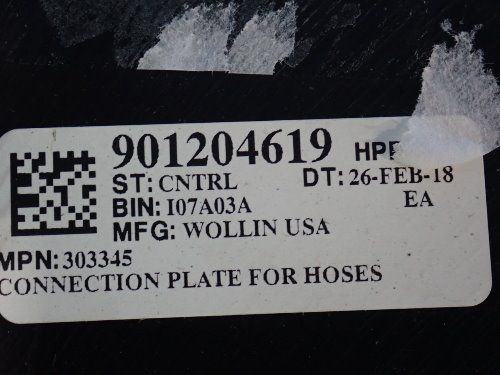 901204619
ST: CNTRL DT: 26-FEB-18
BIN: I07A03A EA
MFG: WOLLIN USA
MPN: 303345
CONNECTION PLATE FOR HOSES